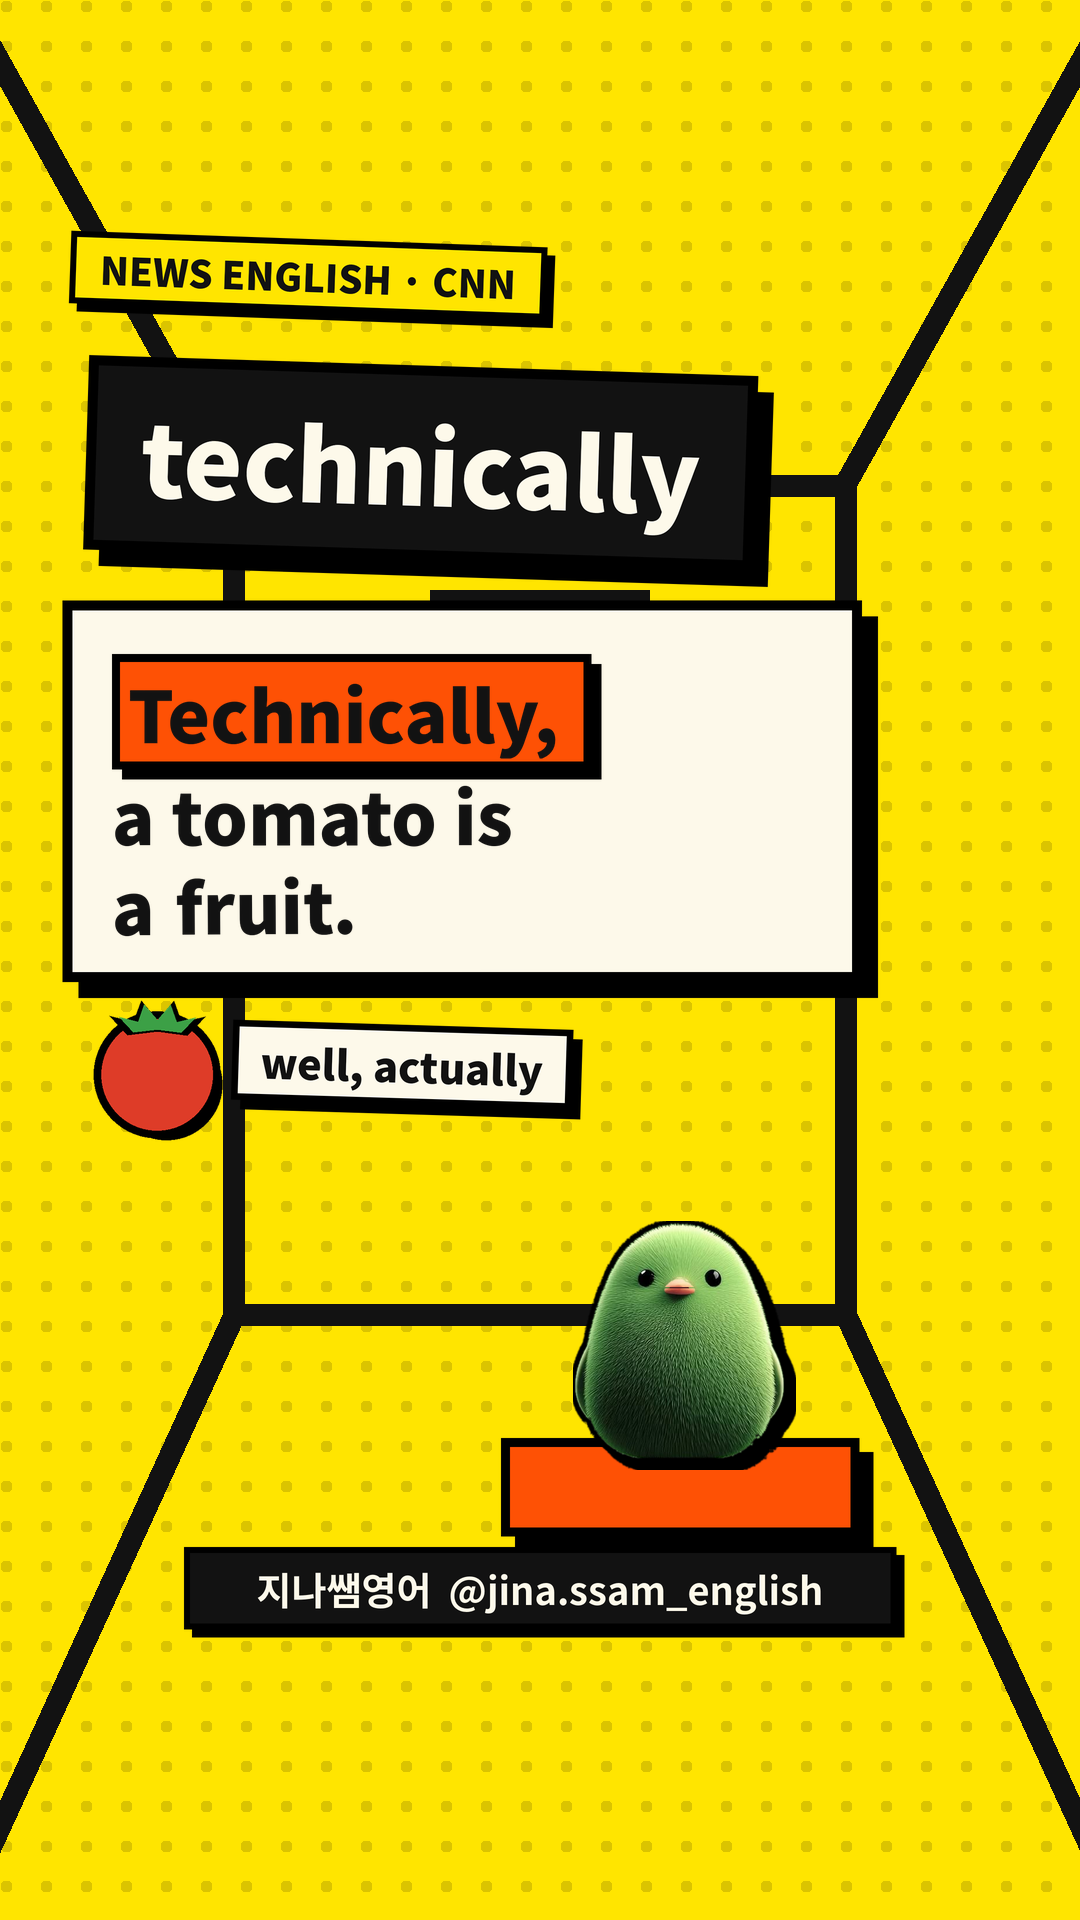 NEWS ENGLISH · CNN
technically
Technically,
a tomato is
a fruit.
well, actually
지나쌤영어 @jina.ssam_english